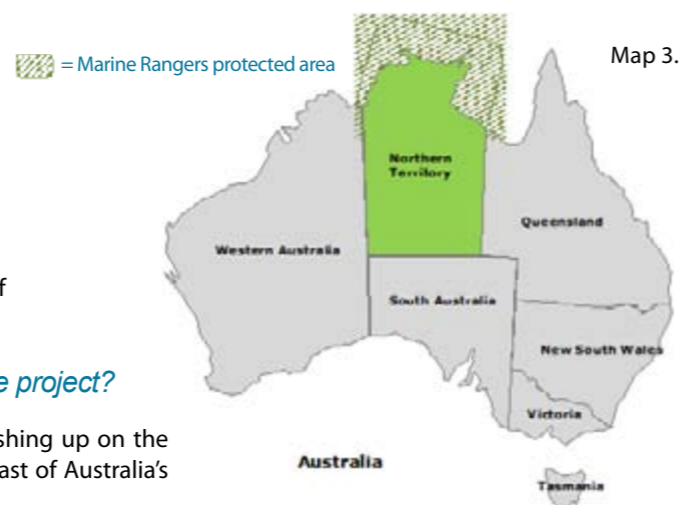 = Marine Rangers protected area
Map 3.
Northern
Territory
Queensland
Western Australia
South Australia
f
New South Wales
e project?
Victoria
shing up on the
ast of Australia's
Australia
Tasmania